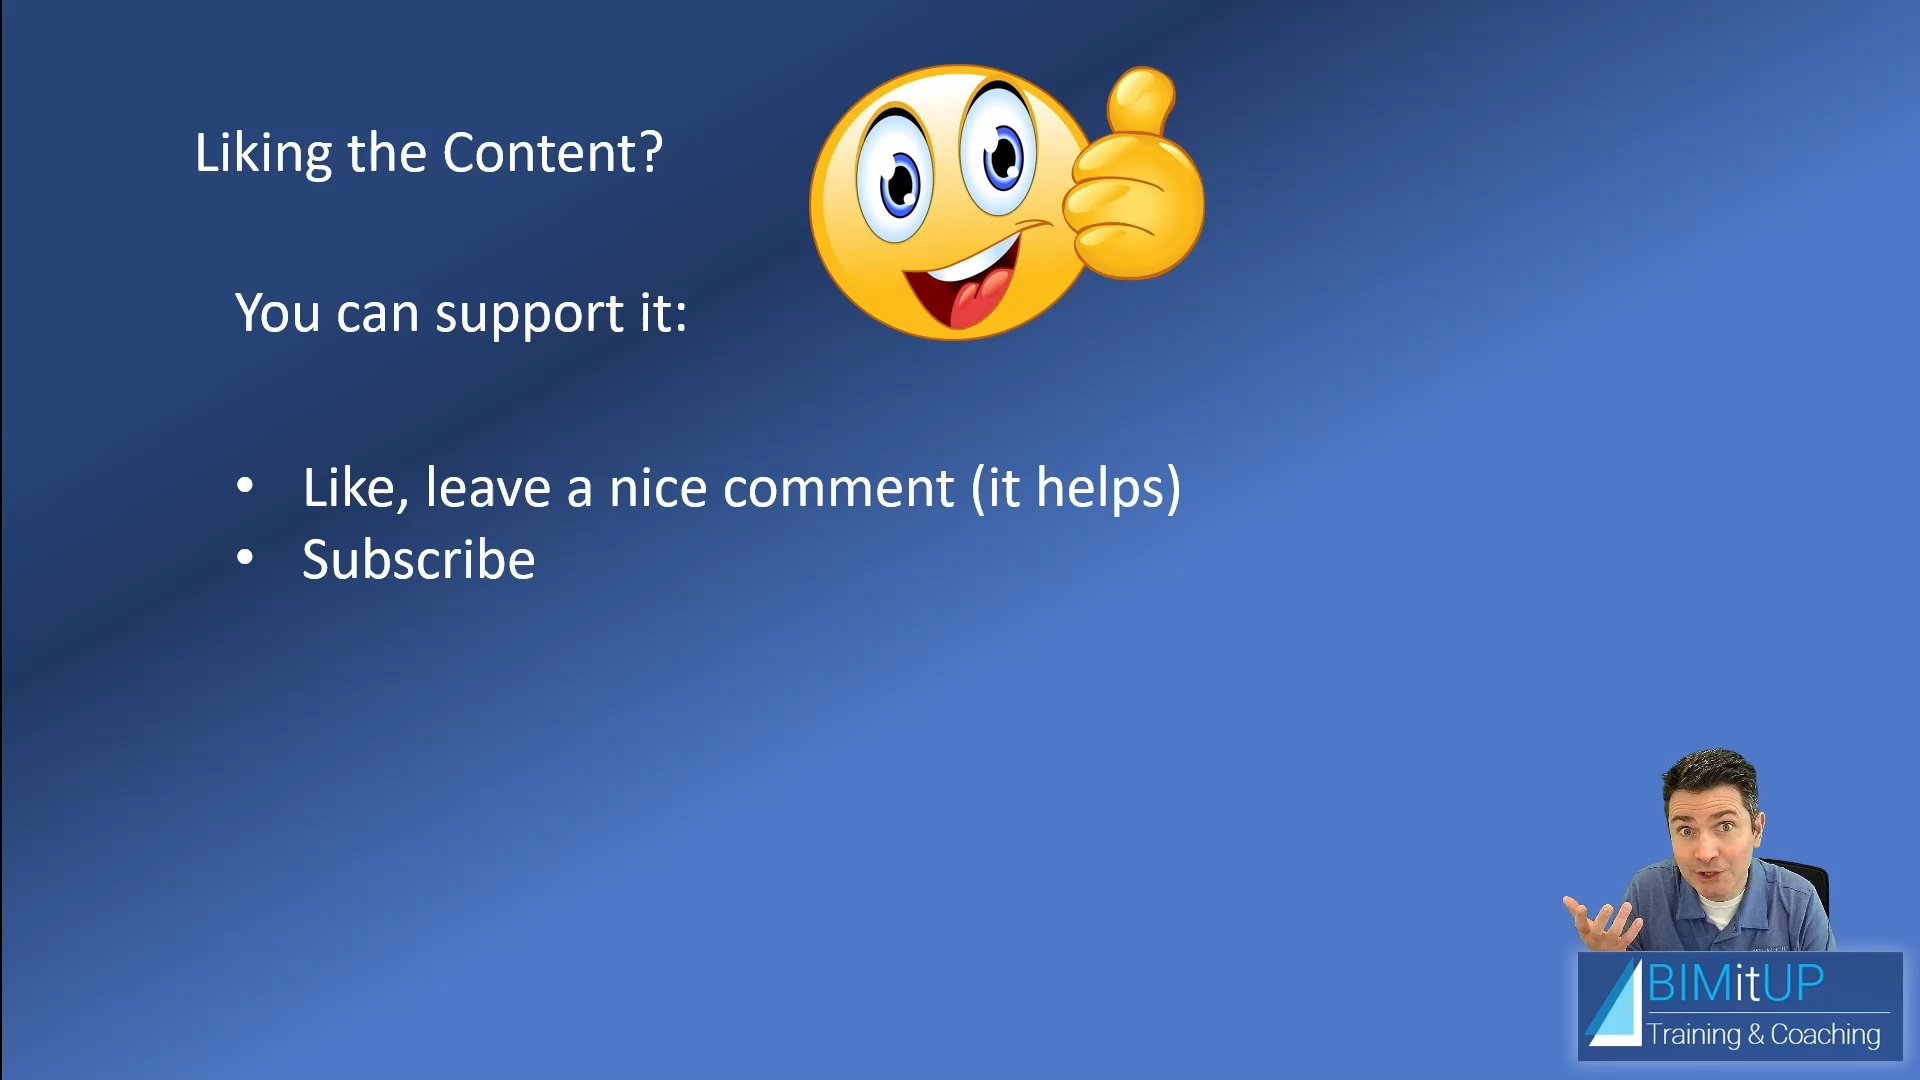 Liking the Content?
You can support it:
• Like, leave a nice comment (it helps)
• Subscribe
BIMitUP
Training & Coaching